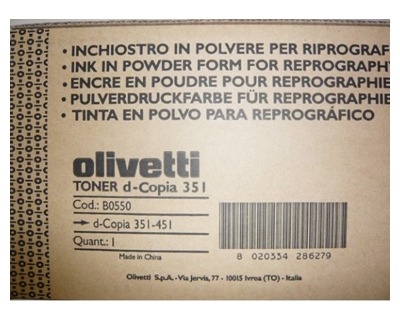 • INCHIOSTRO IN POLVERE PER RIPROGRAF
• INK IN POWDER FORM FOR REPROGRAPHY
• ENCRE EN POUDRE POUR REPROGRAPHIE
• PULVERDRUCKFARBE FÜR REPROGRAPHIE
• TINTA EN POLVO PARA REPROGRÁFICO
olivetti
TONER d-Copia 351
Cod.: B0550
→ d-Copia 351-451
Quant.: 1
Made in China
8 020334 286279
Olivetti S.p.A. - Via Jervis, 77 - 10015 Ivrea (TO) - Italia